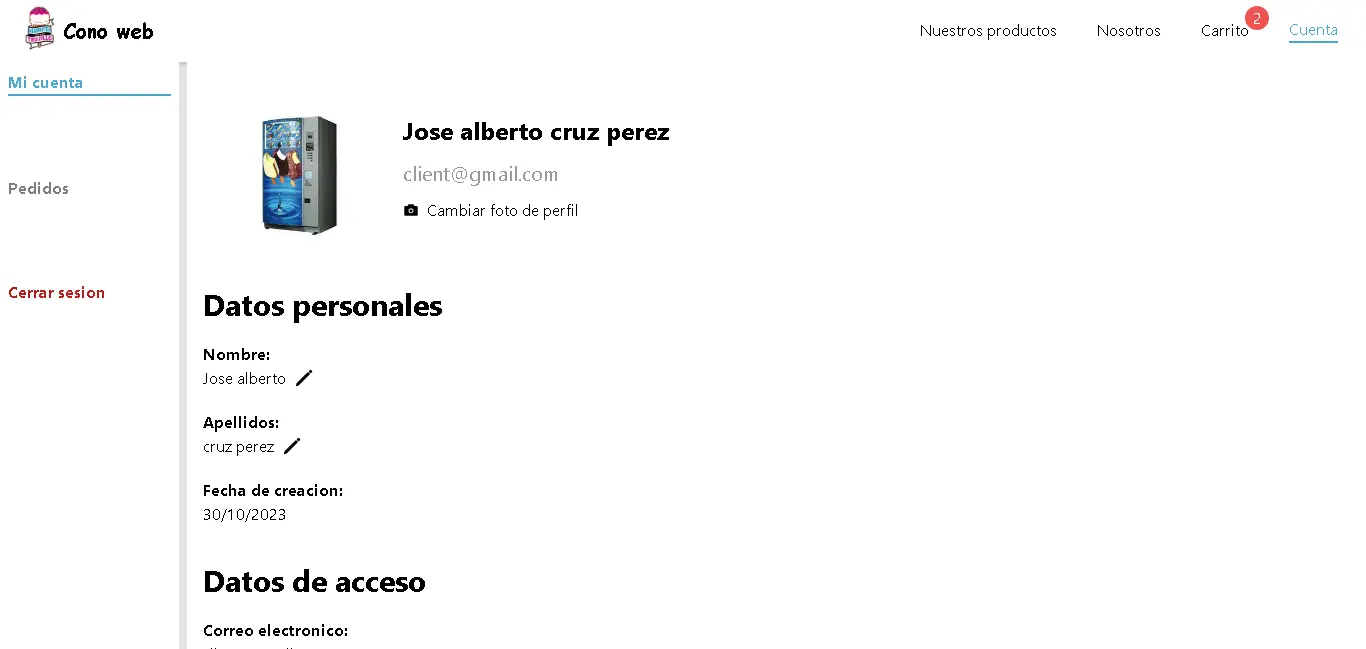 Cono web
Nuestros productos
Nosotros
Carrito
2
Cuenta
Mi cuenta
Pedidos
Cerrar sesion
Jose alberto cruz perez
client@gmail.com
Cambiar foto de perfil
Datos personales
Nombre:
Jose alberto
Apellidos:
cruz perez
Fecha de creacion:
30/10/2023
Datos de acceso
Correo electronico: